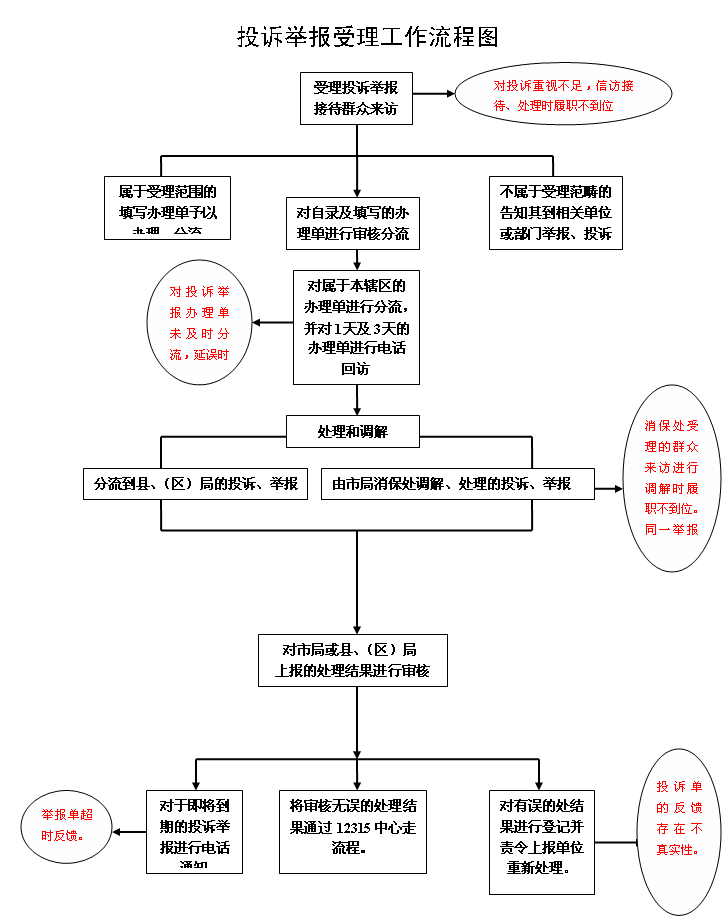 投诉举报受理工作流程图
受理投诉举报
接待群众来访
对投诉重视不足，信访接
待、处理时履职不到位
属于受理范围的
填写办理单予以
办理、分流
对自录及填写的办
理单进行审核分流
不属于受理范畴的
告知其到相关单位
或部门举报、投诉
对投诉举
报办理单
未及时分
流，延误时
对属于本辖区的
办理单进行分流，
并对1天及3天的
办理单进行电话
回访
处理和调解
分流到县、（区）局的投诉、举报
由市局消保处调解、处理的投诉、举报
消保处受
理的群众
来访进行
调解时履
职不到位。
同一举报
对市局或县、（区）局
上报的处理结果进行审核
举报单超
时反馈。
对于即将到
期的投诉举
报进行电话
通知
将审核无误的处理结
果通过12315中心走
流程。
对有误的处结
果进行登记并
责令上报单位
重新处理。
投诉单
的反馈
存在不
真实性。